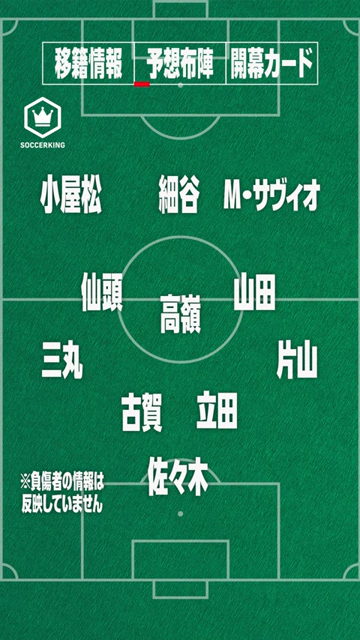 移籍情報 予想布陣 開幕カード
SOCCERKING
小屋松 細谷 M・サヴィオ
仙頭 高嶺 山田
三丸 片山
古賀 立田
佐々木
※負傷者の情報は
反映していません